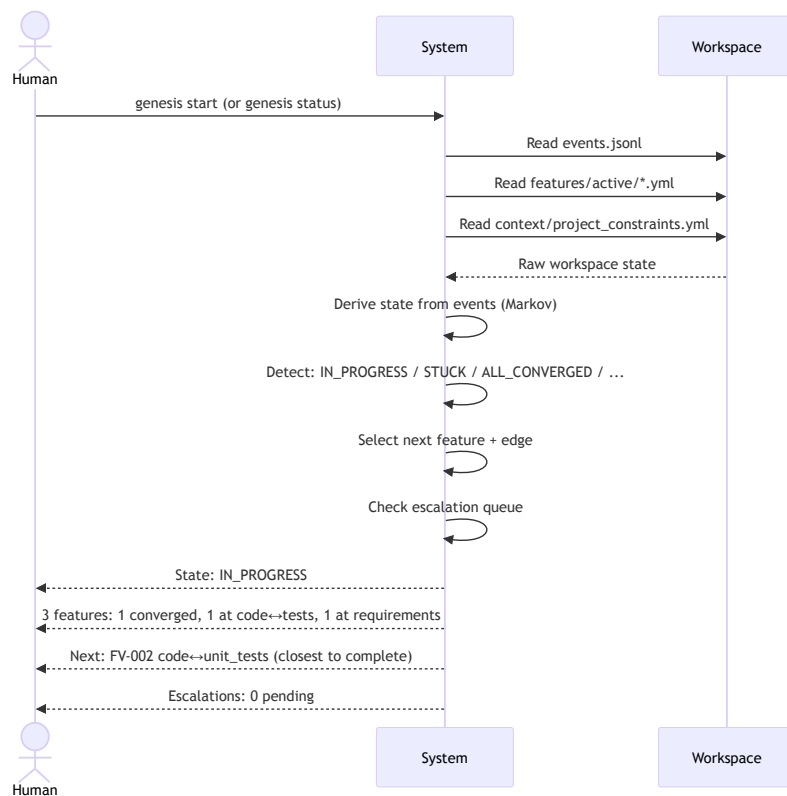 Human
System
Workspace
genesis start (or genesis status)
Read events.jsonl
Read features/active/*.yml
Read context/project_constraints.yml
Raw workspace state
Derive state from events (Markov)
Detect: IN_PROGRESS / STUCK / ALL_CONVERGED / ...
Select next feature + edge
Check escalation queue
State: IN_PROGRESS
3 features: 1 converged, 1 at code↔tests, 1 at requirements
Next: FV-002 code↔unit_tests (closest to complete)
Escalations: 0 pending
Human
System
Workspace